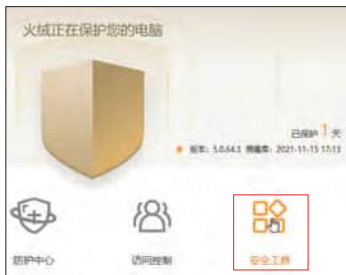 火绒正在保护您的电脑
已保护 1 天
版本：5.0.64.3 病毒库：2021-11-15 17:13
防护中心 访问控制 安全工具